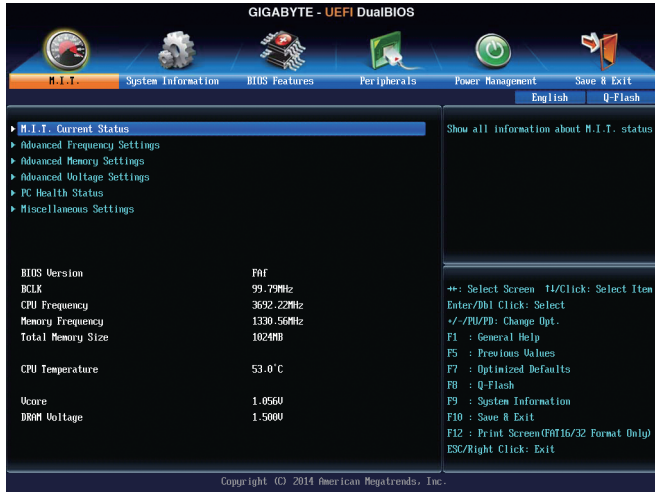 GIGABYTE - UEFI DualBIOS
M.I.T. System Information BIOS Features Peripherals Power Management Save & Exit
English Q-Flash
M.I.T. Current Status
Advanced Frequency Settings
Advanced Memory Settings
Advanced Voltage Settings
PC Health Status
Miscellaneous Settings
Show all information about M.I.T. status
BIOS Version FAf
BCLK 99.79MHz
CPU Frequency 3692.22MHz
Memory Frequency 1330.56MHz
Total Memory Size 1024MB
CPU Temperature 53.0°C
Vcore 1.056V
DRAM Voltage 1.500V
→←: Select Screen ↑↓/Click: Select Item
Enter/Dbl Click: Select
+/-/PU/PD: Change Opt.
F1 : General Help
F5 : Previous Values
F7 : Optimized Defaults
F8 : Q-Flash
F9 : System Information
F10 : Save & Exit
F12 : Print Screen(FAT16/32 Format Only)
ESC/Right Click: Exit
Copyright (C) 2014 American Megatrends, Inc.